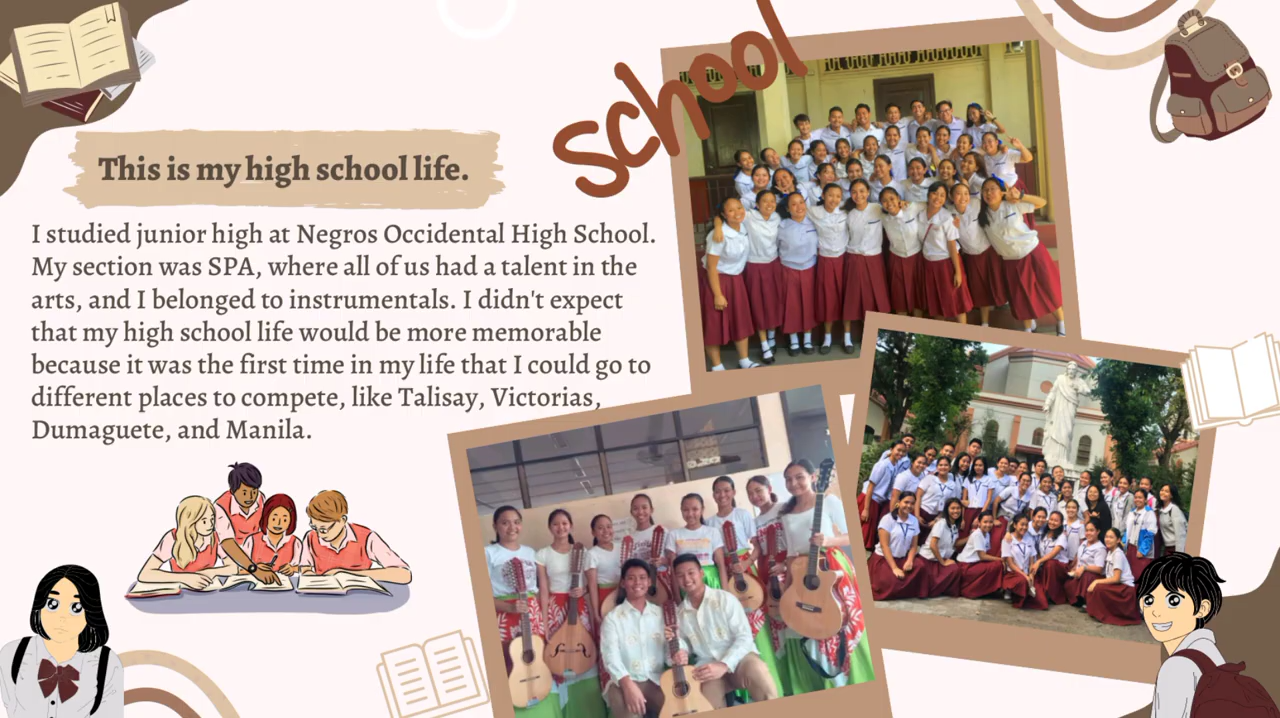 School
This is my high school life.
I studied junior high at Negros Occidental High School.
My section was SPA, where all of us had a talent in the
arts, and I belonged to instrumentals. I didn't expect
that my high school life would be more memorable
because it was the first time in my life that I could go to
different places to compete, like Talisay, Victorias,
Dumaguete, and Manila.